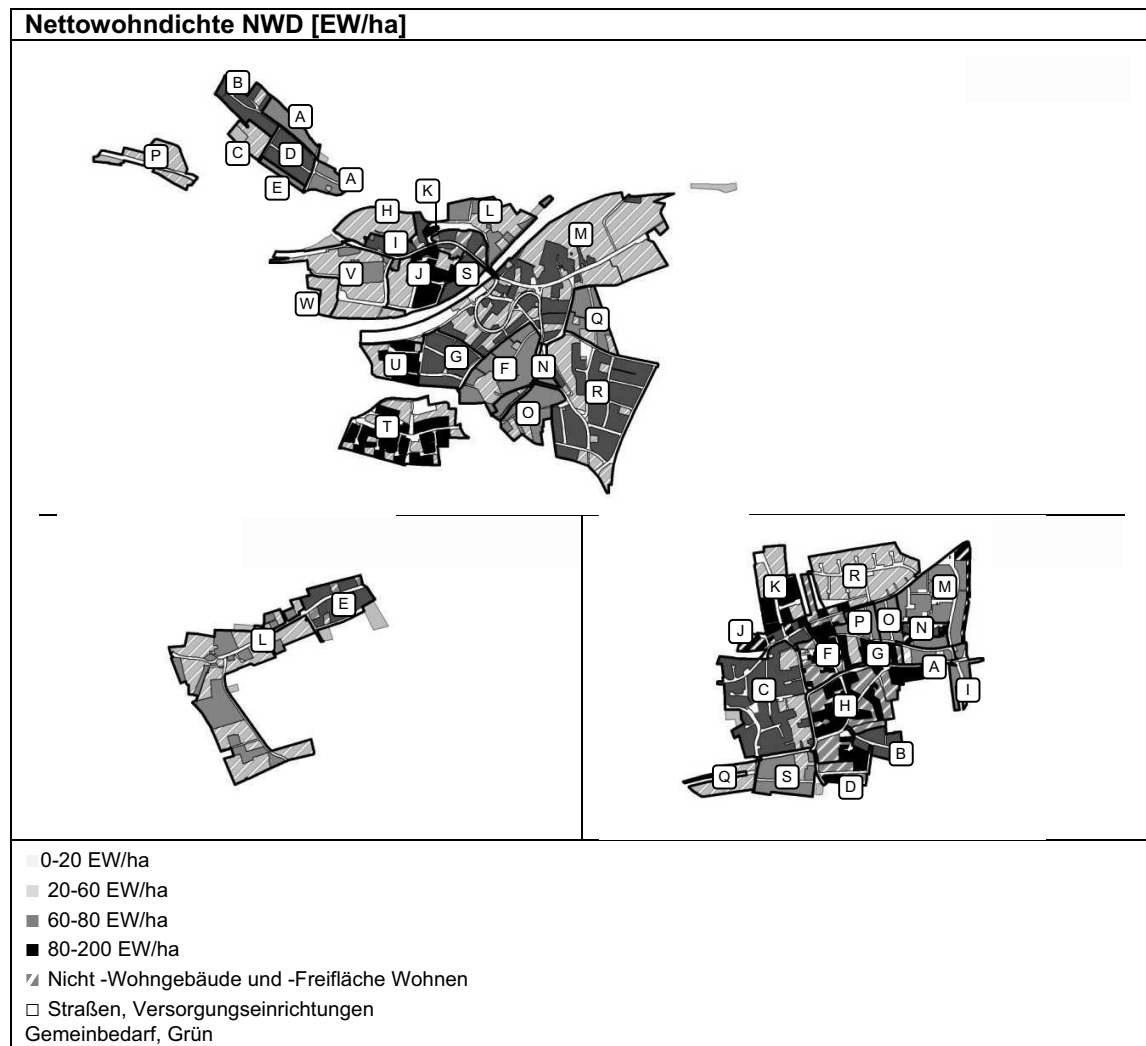 Nettowohndichte NWD [EW/ha]
B
A
P
C
D
E
A
K
H
L
I
M
V
J
S
W
Q
U
G
F
N
R
O
T
E
L
K
R
M
J
P
O
N
F
G
A
C
I
H
B
Q
S
D
0-20 EW/ha
20-60 EW/ha
60-80 EW/ha
80-200 EW/ha
Nicht -Wohngebäude und -Freifläche Wohnen
Straßen, Versorgungseinrichtungen
Gemeinbedarf, Grün